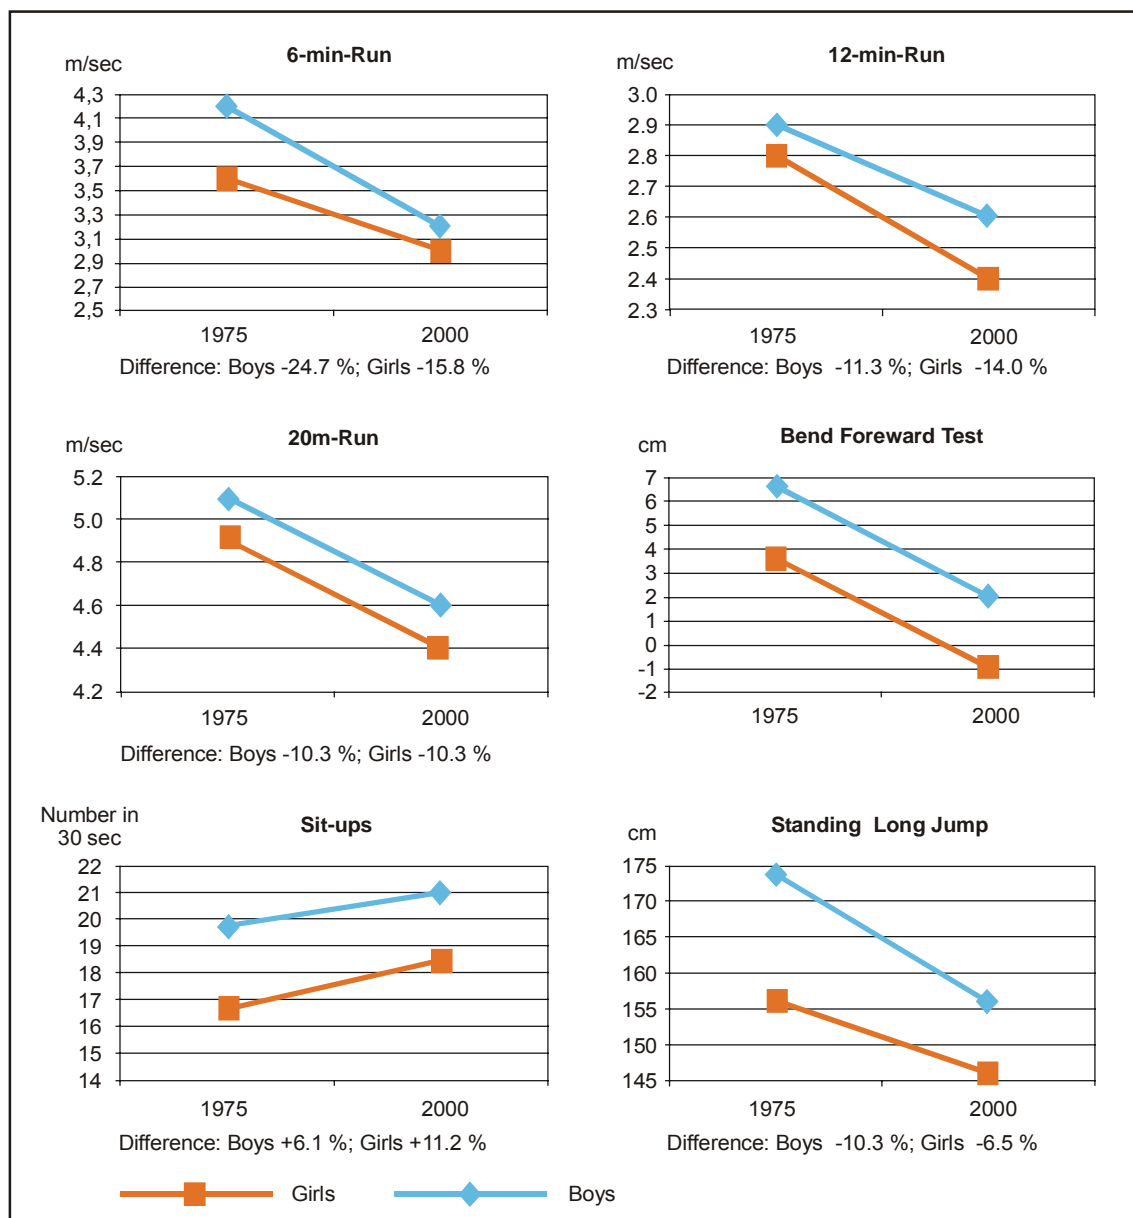 6-min-Run
m/sec
4,3
4,1
3,9
3,7
3,5
3,3
3,1
2,9
2,7
2,5
1975 2000
Difference: Boys -24.7 %; Girls -15.8 %
12-min-Run
m/sec
3.0
2.9
2.8
2.7
2.6
2.5
2.4
2.3
1975 2000
Difference: Boys -11.3 %; Girls -14.0 %
20m-Run
m/sec
5.2
5.0
4.8
4.6
4.4
4.2
1975 2000
Difference: Boys -10.3 %; Girls -10.3 %
Bend Foreward Test
cm
7
6
5
4
3
2
1
0
-1
-2
1975 2000
Number in
30 sec
Sit-ups
22
21
20
19
18
17
16
15
14
1975 2000
Difference: Boys +6.1 %; Girls +11.2 %
Standing Long Jump
cm
175
170
165
160
155
150
145
1975 2000
Difference: Boys -10.3 %; Girls -6.5 %
Girls Boys